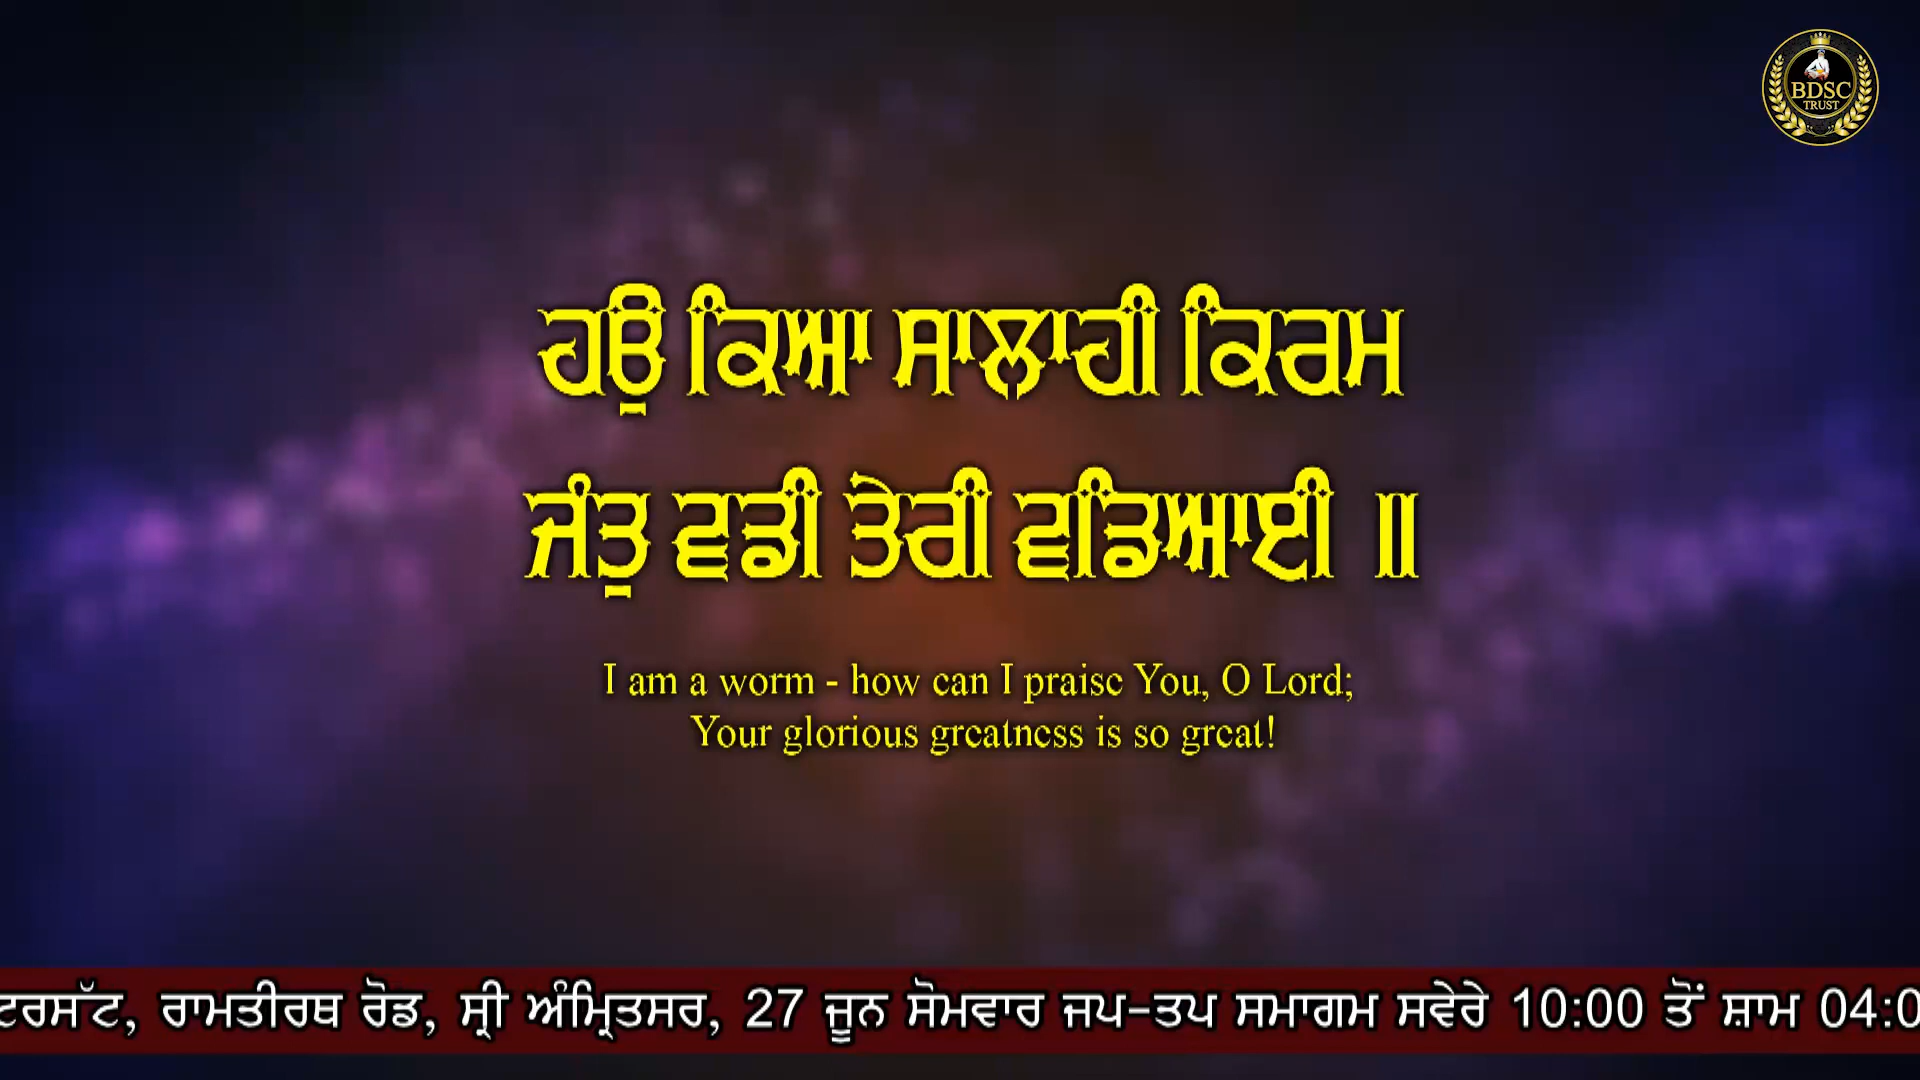 BDSC
TRUST
ਹਉ ਕਿਆ ਸਾਲਾਹੀ ਕਿਰਮ
ਜੰਤੁ ਵਡੀ ਤੇਰੀ ਵਡਿਆਈ ॥
I am a worm - how can I praise You, O Lord;
Your glorious greatness is so great!
ਟਰਸੱਟ, ਰਾਮਤੀਰਥ ਰੋਡ, ਸ੍ਰੀ ਅੰਮ੍ਰਿਤਸਰ, 27 ਜੂਨ ਸੋਮਵਾਰ ਜਪ-ਤਪ ਸਮਾਗਮ ਸਵੇਰੇ 10:00 ਤੋਂ ਸ਼ਾਮ 04:0